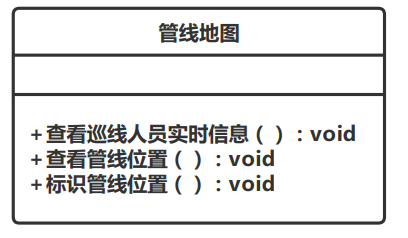 管线地图
+查看巡线人员实时信息（）：void
+查看管线位置（）：void
+标识管线位置（）：void